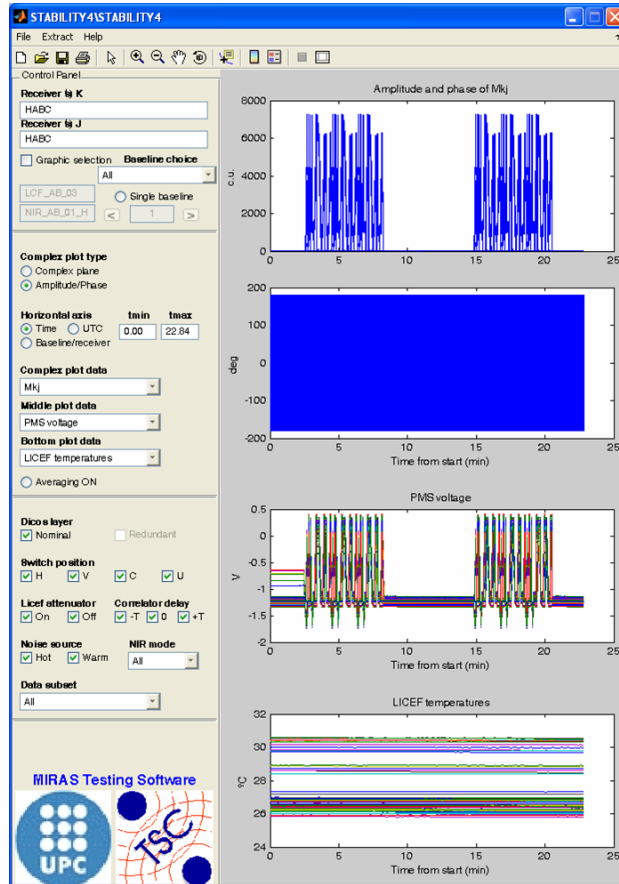 STABILITY4\STABILITY4
File Extract Help
Control Panel
Receiver tag K
HABC
Receiver tag J
HABC
Graphic selection Baseline choice
All
LCF_AB_03 Single baseline
NIR_AB_01_H < 1 >
Complex plot type
Complex plane
Amplitude/Phase
Horizontal axis tmin tmax
Time UTC 0.00 22.84
Baseline/receiver
Complex plot data
Mkj
Middle plot data
PMS voltage
Bottom plot data
LICEF temperatures
Averaging ON
Dicos layer
Nominal Redundant
Switch position
H V C U
Licef attenuator Correlator delay
On Off -T 0 +T
Noise source NIR mode
Hot Warm All
Data subset
All
MIRAS Testing Software
UPC
TSC
Amplitude and phase of Mkj
8000
6000
4000
2000
0
c.u.
0 5 10 15 20 25
200
100
0
-100
-200
deg
0 5 10 15 20 25
Time from start (min)
PMS voltage
0.5
0
-0.5
-1
-1.5
-2
V
0 5 10 15 20 25
Time from start (min)
LICEF temperatures
32
30
28
26
24
ºC
0 5 10 15 20 25
Time from start (min)